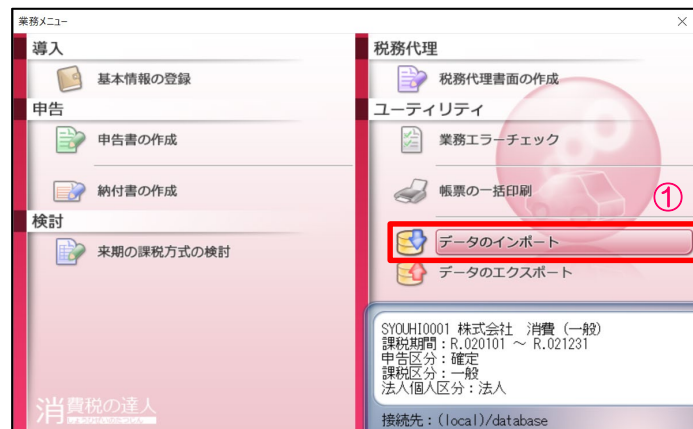 業務メニュー
導入
基本情報の登録
申告
申告書の作成
納付書の作成
検討
来期の課税方式の検討
消費税の達人
税務代理
税務代理書面の作成
ユーティリティ
業務エラーチェック
帳票の一括印刷
①
データのインポート
データのエクスポート
SYOUHI0001 株式会社 消費（一般）
課税期間：R.020101 ～ R.021231
申告区分：確定
課税区分：一般
法人個人区分：法人
接続先：(local)/database